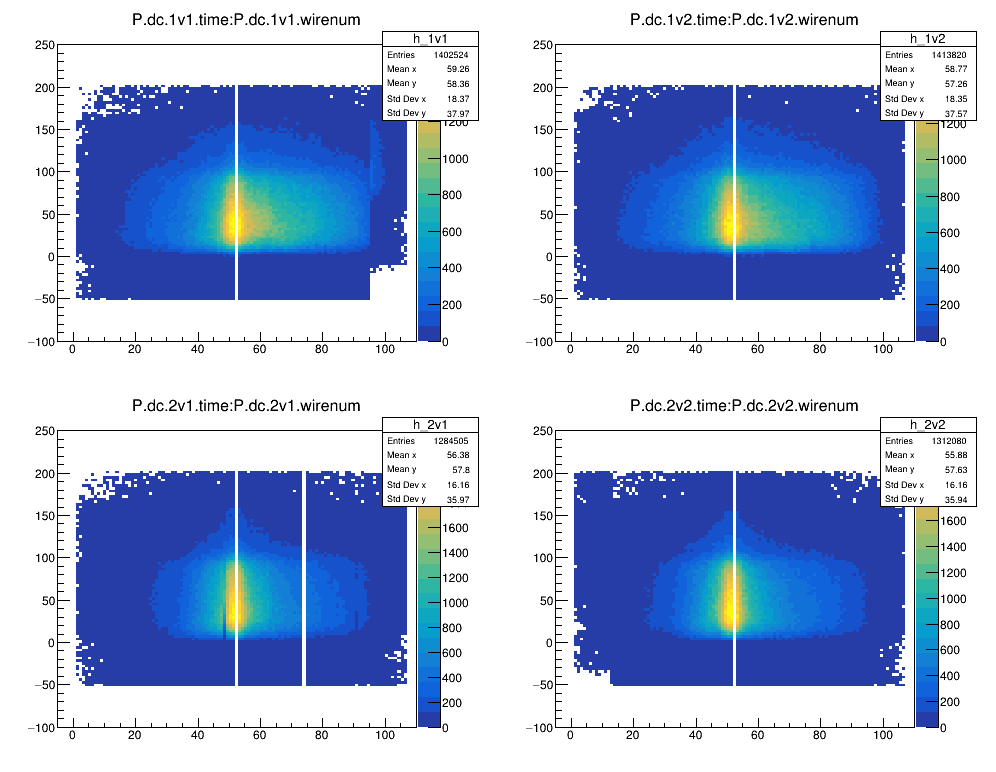 P.dc.1v1.time:P.dc.1v1.wirenum
h_1v1
Entries 1402524
Mean x 59.26
Mean y 58.36
Std Dev x 18.37
Std Dev y 37.97
250
200
150
100
50
0
−50
−100
0 20 40 60 80 100
1200
1000
800
600
400
200
0
P.dc.1v2.time:P.dc.1v2.wirenum
h_1v2
Entries 1413820
Mean x 58.77
Mean y 57.26
Std Dev x 18.35
Std Dev y 37.57
250
200
150
100
50
0
−50
−100
0 20 40 60 80 100
1200
1000
800
600
400
200
0
P.dc.2v1.time:P.dc.2v1.wirenum
h_2v1
Entries 1284505
Mean x 56.38
Mean y 57.8
Std Dev x 16.16
Std Dev y 35.97
250
200
150
100
50
0
−50
−100
0 20 40 60 80 100
1600
1400
1200
1000
800
600
400
200
0
P.dc.2v2.time:P.dc.2v2.wirenum
h_2v2
Entries 1312080
Mean x 55.88
Mean y 57.63
Std Dev x 16.16
Std Dev y 35.94
250
200
150
100
50
0
−50
−100
0 20 40 60 80 100
1600
1400
1200
1000
800
600
400
200
0